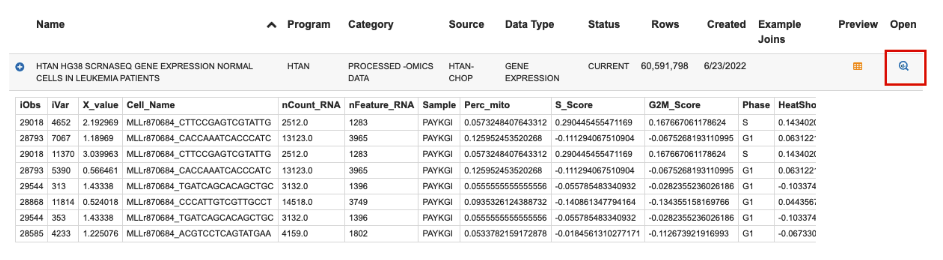 Name Program Category Source Data Type Status Rows Created Example Joins Preview Open
HTAN HG38 SCRNASEQ GENE EXPRESSION NORMAL CELLS IN LEUKEMIA PATIENTS HTAN PROCESSED -OMICS DATA HTAN-CHOP GENE EXPRESSION CURRENT 60,591,798 6/23/2022
iObs iVar X_value Cell_Name nCount_RNA nFeature_RNA Sample Perc_mito S_Score G2M_Score Phase HeatSho
29018 4652 2.192969 MLLr870684_CTTCCGAGTCGTATTG 2512.0 1283 PAYKGI 0.0573248407643312 0.290445455471169 0.167667061178624 S 0.1434020
28793 7067 1.18969 MLLr870684_CACCAAATCACCCATC 13123.0 3965 PAYKGI 0.125952453520268 -0.111294067510904 -0.0675268193110995 G1 0.0631221
29018 11370 3.039963 MLLr870684_CTTCCGAGTCGTATTG 2512.0 1283 PAYKGI 0.0573248407643312 0.290445455471169 0.167667061178624 S 0.1434020
28793 5390 0.566461 MLLr870684_CACCAAATCACCCATC 13123.0 3965 PAYKGI 0.125952453520268 -0.111294067510904 -0.0675268193110995 G1 0.0631221
29544 313 1.43338 MLLr870684_TGATCAGCACAGCTGC 3132.0 1396 PAYKGI 0.0555555555555556 -0.055785483340932 -0.0282355236026186 G1 -0.103374
28868 11814 0.524018 MLLr870684_CCCATTGTCGTTGCCT 14518.0 3749 PAYKGI 0.0935326124388732 -0.140861347794164 -0.134355158169766 G1 0.0443567
29544 353 1.43338 MLLr870684_TGATCAGCACAGCTGC 3132.0 1396 PAYKGI 0.0555555555555556 -0.055785483340932 -0.0282355236026186 G1 -0.103374
28585 4233 1.225076 MLLr870684_ACGTCCTCAGTATGAA 4159.0 1802 PAYKGI 0.0533782159172878 -0.0184561310277171 -0.112673921916993 G1 -0.067330